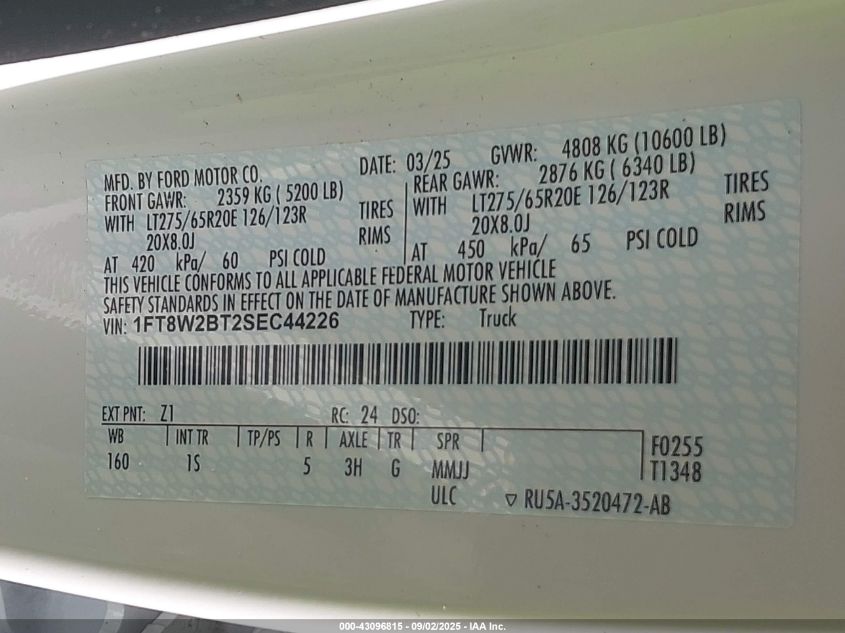 MFD. BY FORD MOTOR CO. DATE: 03/25 GVWR: 4808 KG (10600 LB)
FRONT GAWR: 2359 KG ( 5200 LB) REAR GAWR: 2876 KG ( 6340 LB)
WITH LT275/65R20E 126/123R TIRES WITH LT275/65R20E 126/123R TIRES
20X8.0J RIMS 20X8.0J RIMS
AT 420 kPa/ 60 PSI COLD AT 450 kPa/ 65 PSI COLD
THIS VEHICLE CONFORMS TO ALL APPLICABLE FEDERAL MOTOR VEHICLE
SAFETY STANDARDS IN EFFECT ON THE DATE OF MANUFACTURE SHOWN ABOVE.
VIN: 1FT8W2BT2SEC44226 TYPE: Truck
EXT PNT: Z1 RC: 24 DSO:
WB INT TR TP/PS R AXLE TR SPR F0255
160 1S 5 3H G MMJJ T1348
ULC ▽ RU5A-3520472-AB
000-43096815 - 09/02/2025 - IAA Inc.